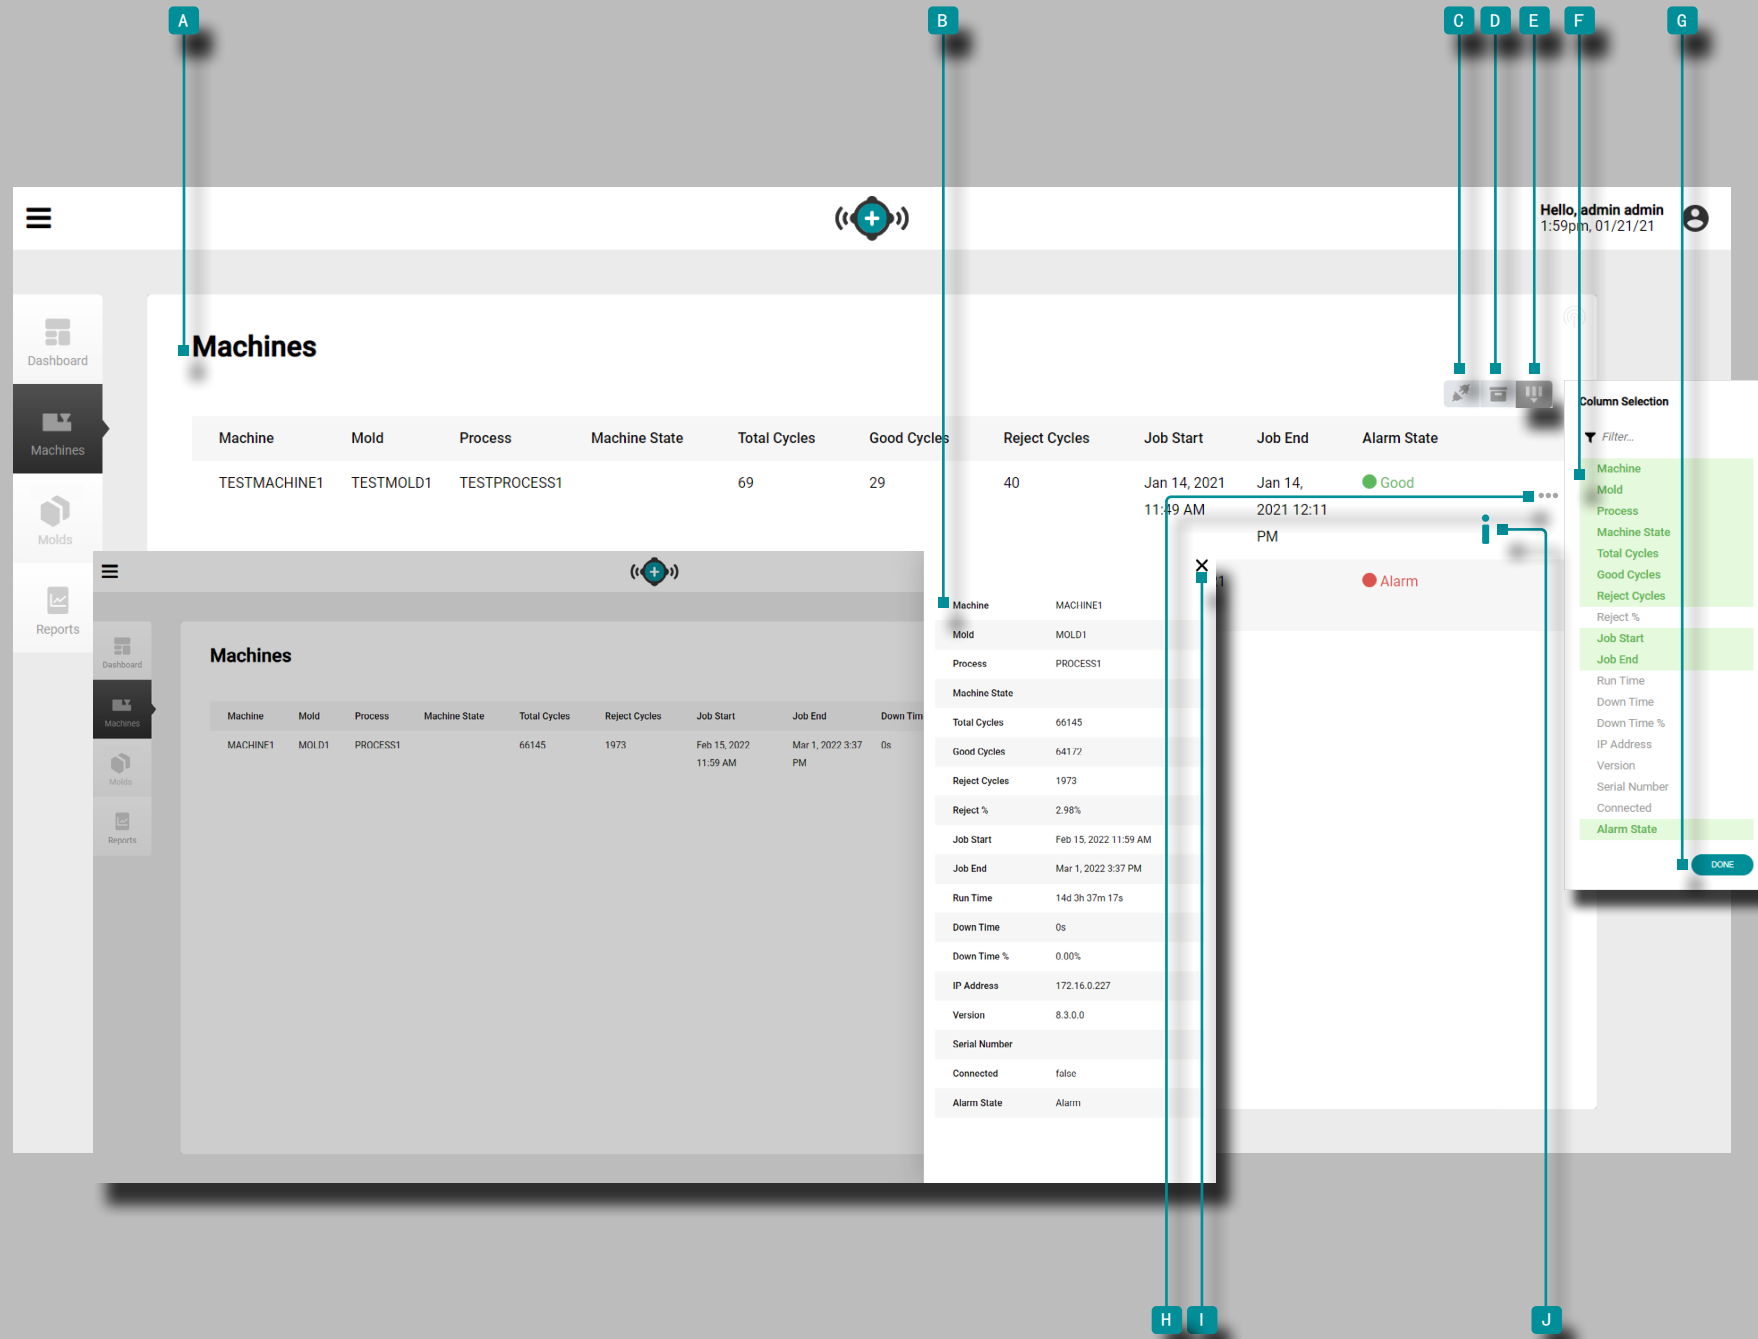 A B C D E F G
Hello, admin admin
1:59pm, 01/21/21
Dashboard
Machines
Molds
Reports
Machines
Machine Mold Process Machine State Total Cycles Good Cycles Reject Cycles Job Start Job End Alarm State
TESTMACHINE1 TESTMOLD1 TESTPROCESS1 69 29 40 Jan 14, 2021 Jan 14, Good
11:49 AM 2021 12:11
PM
Alarm
Column Selection
Filter...
Machine
Mold
Process
Machine State
Total Cycles
Good Cycles
Reject Cycles
Reject %
Job Start
Job End
Run Time
Down Time
Down Time %
IP Address
Version
Serial Number
Connected
Alarm State
DONE
Dashboard
Machines
Molds
Reports
Machines
Machine Mold Process Machine State Total Cycles Reject Cycles Job Start Job End Down Tim
MACHINE1 MOLD1 PROCESS1 66145 1973 Feb 15, 2022 Mar 1, 2022 3:37 0s
11:59 AM PM
Machine MACHINE1
Mold MOLD1
Process PROCESS1
Machine State
Total Cycles 66145
Good Cycles 64172
Reject Cycles 1973
Reject % 2.98%
Job Start Feb 15, 2022 11:59 AM
Job End Mar 1, 2022 3:37 PM
Run Time 14d 3h 37m 17s
Down Time 0s
Down Time % 0.00%
IP Address 172.16.0.227
Version 8.3.0.0
Serial Number
Connected false
Alarm State Alarm
H I J